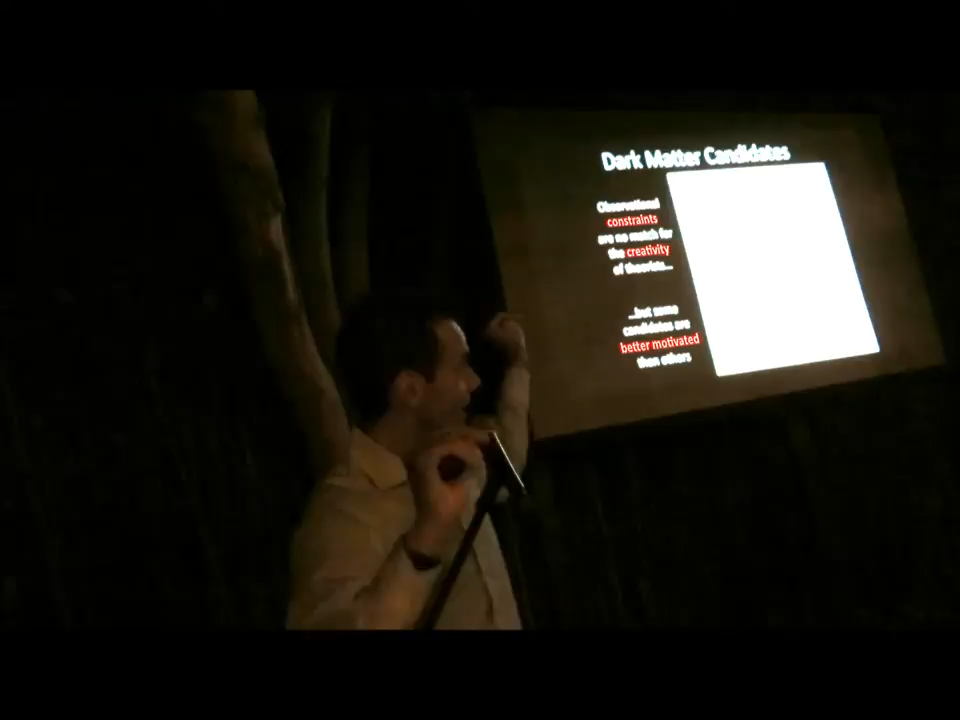 Dark Matter Candidates
Observational
constraints
are no match for
the creativity
of theorists...
...but some
candidates are
better motivated
than others